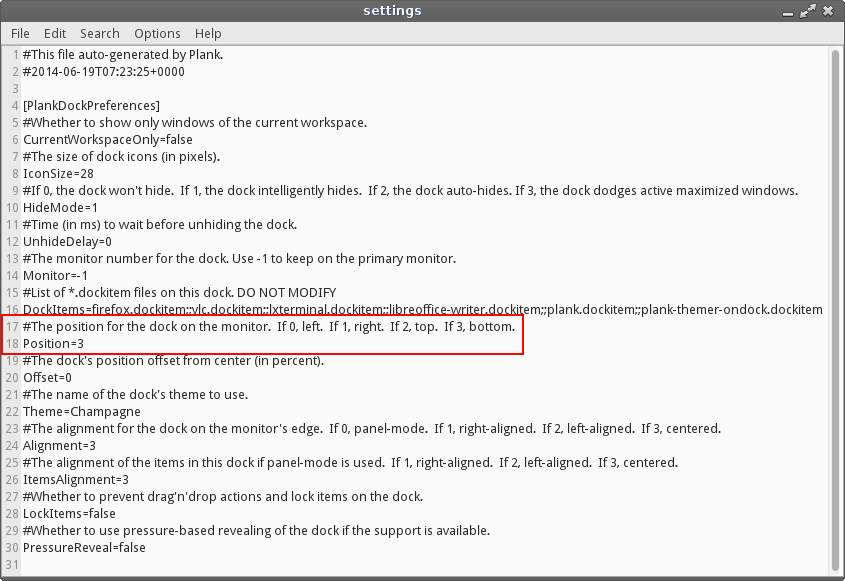 settings
File Edit Search Options Help
1 #This file auto-generated by Plank.
2 #2014-06-19T07:23:25+0000
3
4 [PlankDockPreferences]
5 #Whether to show only windows of the current workspace.
6 CurrentWorkspaceOnly=false
7 #The size of dock icons (in pixels).
8 IconSize=28
9 #If 0, the dock won't hide.  If 1, the dock intelligently hides.  If 2, the dock auto-hides. If 3, the dock dodges active maximized windows.
10 HideMode=1
11 #Time (in ms) to wait before unhiding the dock.
12 UnhideDelay=0
13 #The monitor number for the dock. Use -1 to keep on the primary monitor.
14 Monitor=-1
15 #List of *.dockitem files on this dock. DO NOT MODIFY
16 DockItems=firefox.dockitem;;vlc.dockitem;;lxterminal.dockitem;;libreoffice-writer.dockitem;;plank.dockitem;;plank-themer-ondock.dockitem
17 #The position for the dock on the monitor.  If 0, left.  If 1, right.  If 2, top.  If 3, bottom.
18 Position=3
19 #The dock's position offset from center (in percent).
20 Offset=0
21 #The name of the dock's theme to use.
22 Theme=Champagne
23 #The alignment for the dock on the monitor's edge.  If 0, panel-mode.  If 1, right-aligned.  If 2, left-aligned.  If 3, centered.
24 Alignment=3
25 #The alignment of the items in this dock if panel-mode is used.  If 1, right-aligned.  If 2, left-aligned.  If 3, centered.
26 ItemsAlignment=3
27 #Whether to prevent drag'n'drop actions and lock items on the dock.
28 LockItems=false
29 #Whether to use pressure-based revealing of the dock if the support is available.
30 PressureReveal=false
31